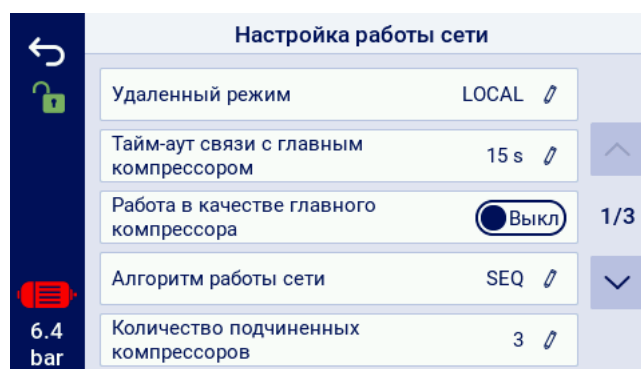 Настройка работы сети
Удаленный режим LOCAL
Тайм-аут связи с главным
компрессором
15 s
Работа в качестве главного
компрессора
Выкл
1/3
Алгоритм работы сети SEQ
Количество подчиненных
компрессоров
3
6.4
bar